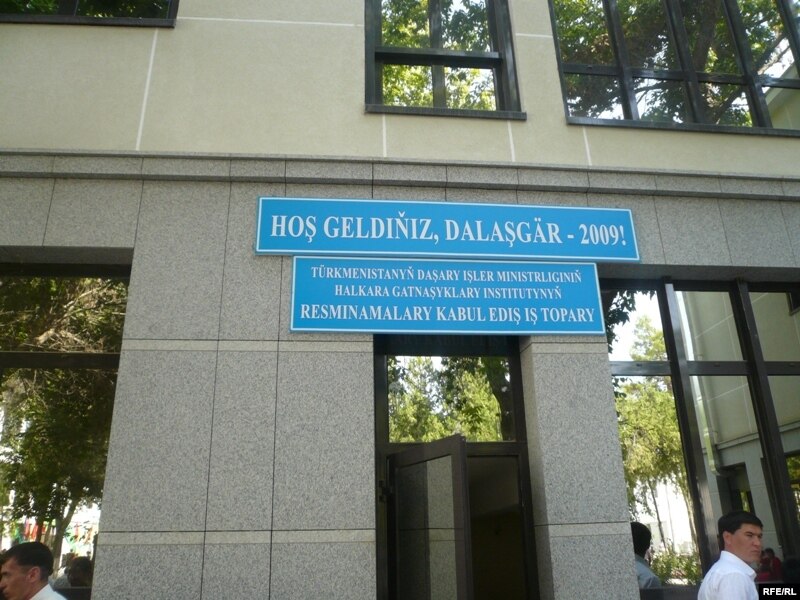 HOŞ GELDIŇIZ, DALAŞGÄR - 2009!
TÜRKMENISTANYŇ DAŞARY IŞLER MINISTRLIGINIŇ
HALKARA GATNAŞYKLARY INSTITUTYNYŇ
RESMINAMALARY KABUL EDIŞ IŞ TOPARY
RFE/RL